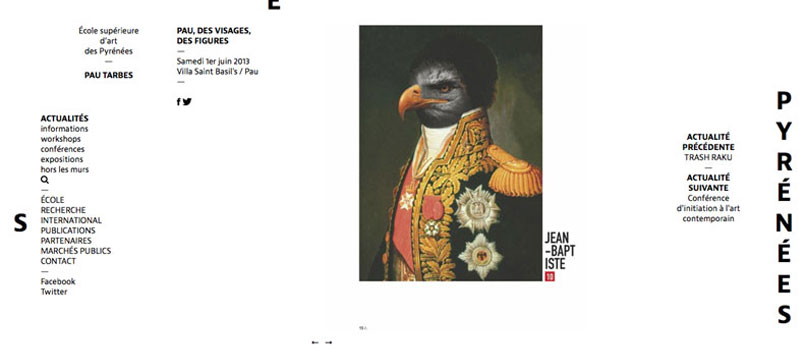 E
École supérieure
d'art
des Pyrénées
—
PAU TARBES
PAU, DES VISAGES,
DES FIGURES
—
Samedi 1er juin 2013
Villa Saint Basil's / Pau
—
ACTUALITÉS
informations
workshops
conférences
expositions
hors les murs
—
ÉCOLE
RECHERCHE
INTERNATIONAL
PUBLICATIONS
PARTENAIRES
MARCHÉS PUBLICS
CONTACT
—
Facebook
Twitter
S
JEAN
-BAPT
ISTE
10
← →
ACTUALITÉ
PRÉCÉDENTE
TRASH RAKU
—
ACTUALITÉ
SUIVANTE
Conférence
d'initiation à l'art
contemporain
PYRÉNÉES